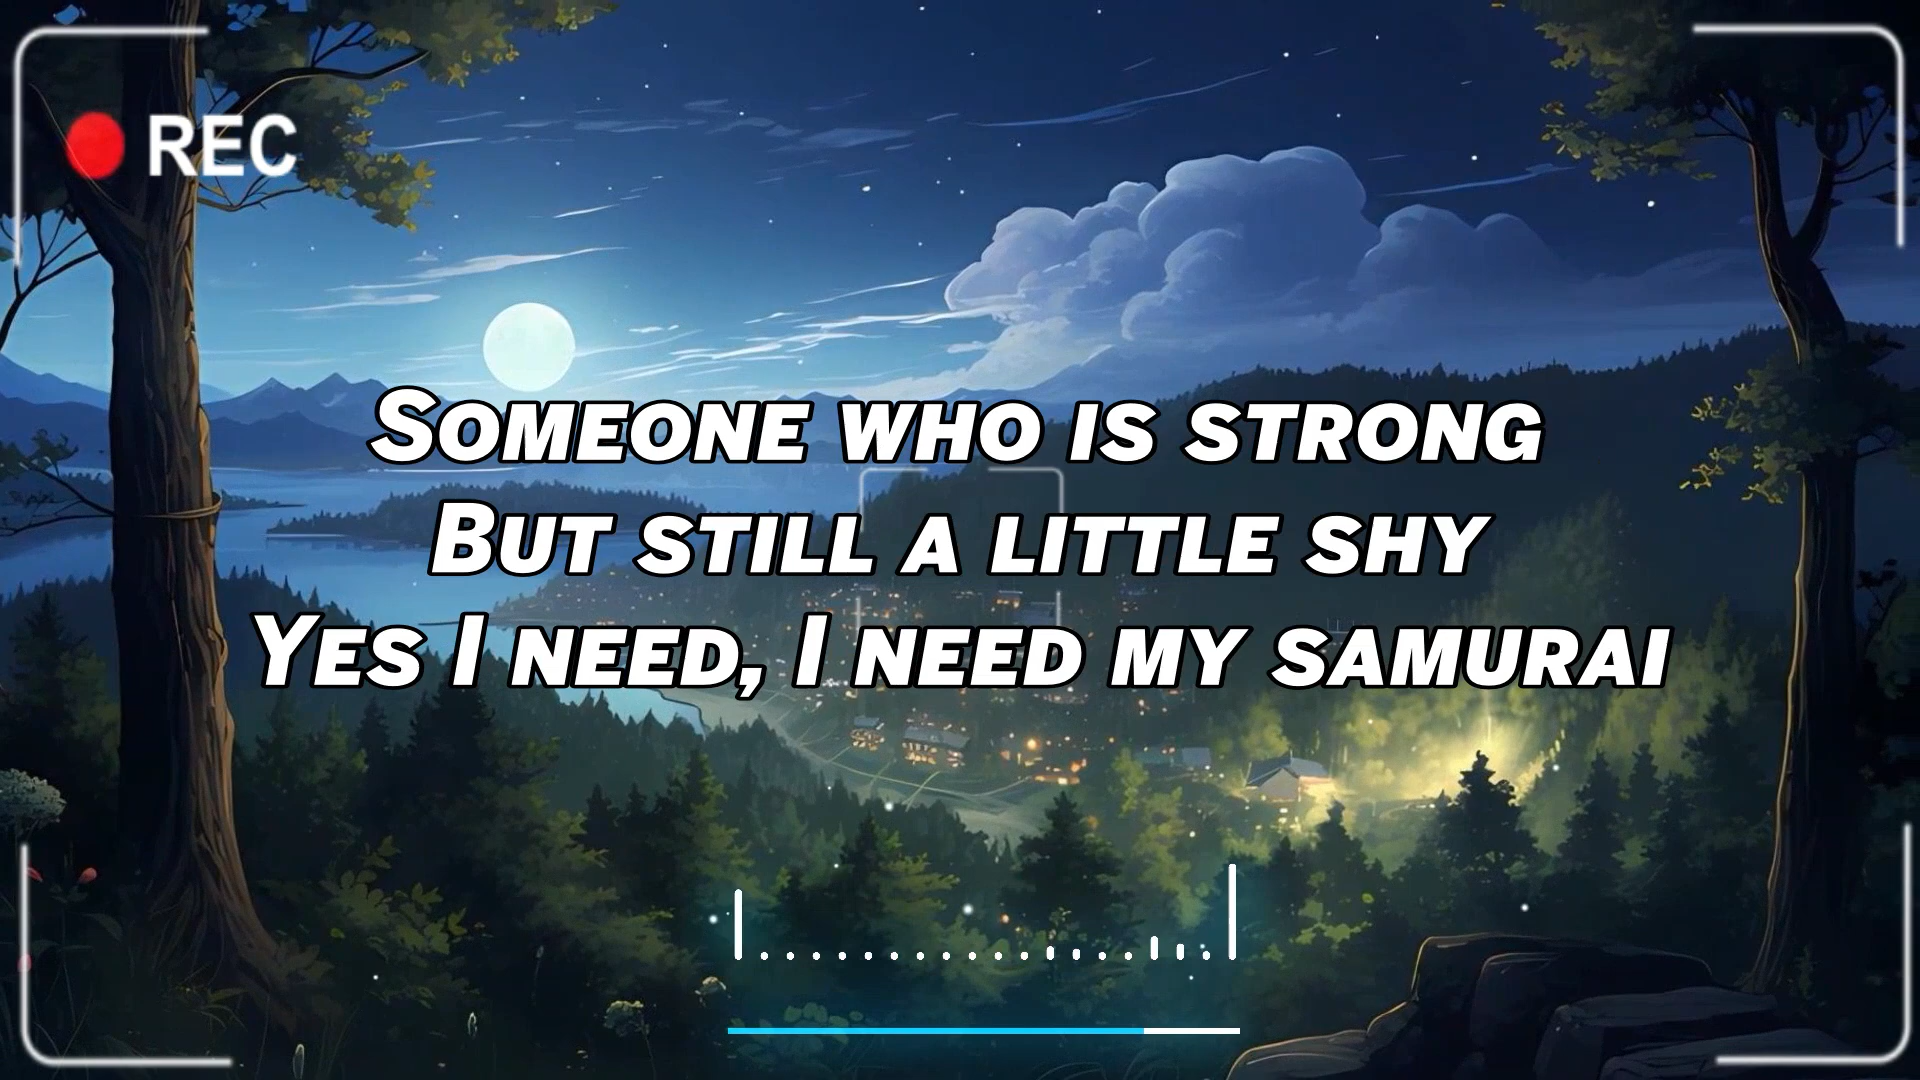 REC
Someone who is strong
But still a little shy
Yes I need, I need my samurai